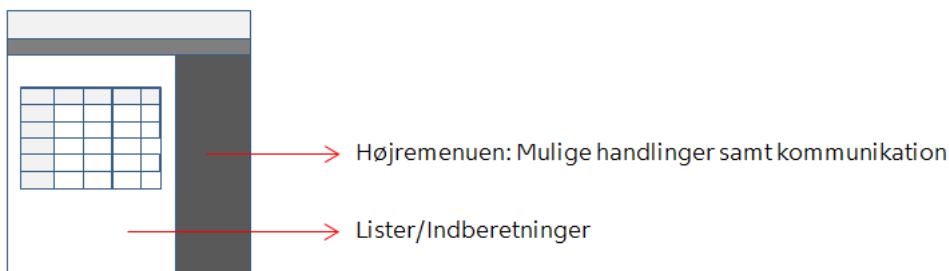 Højremenuen: Mulige handlinger samt kommunikation
Lister/Indberetninger